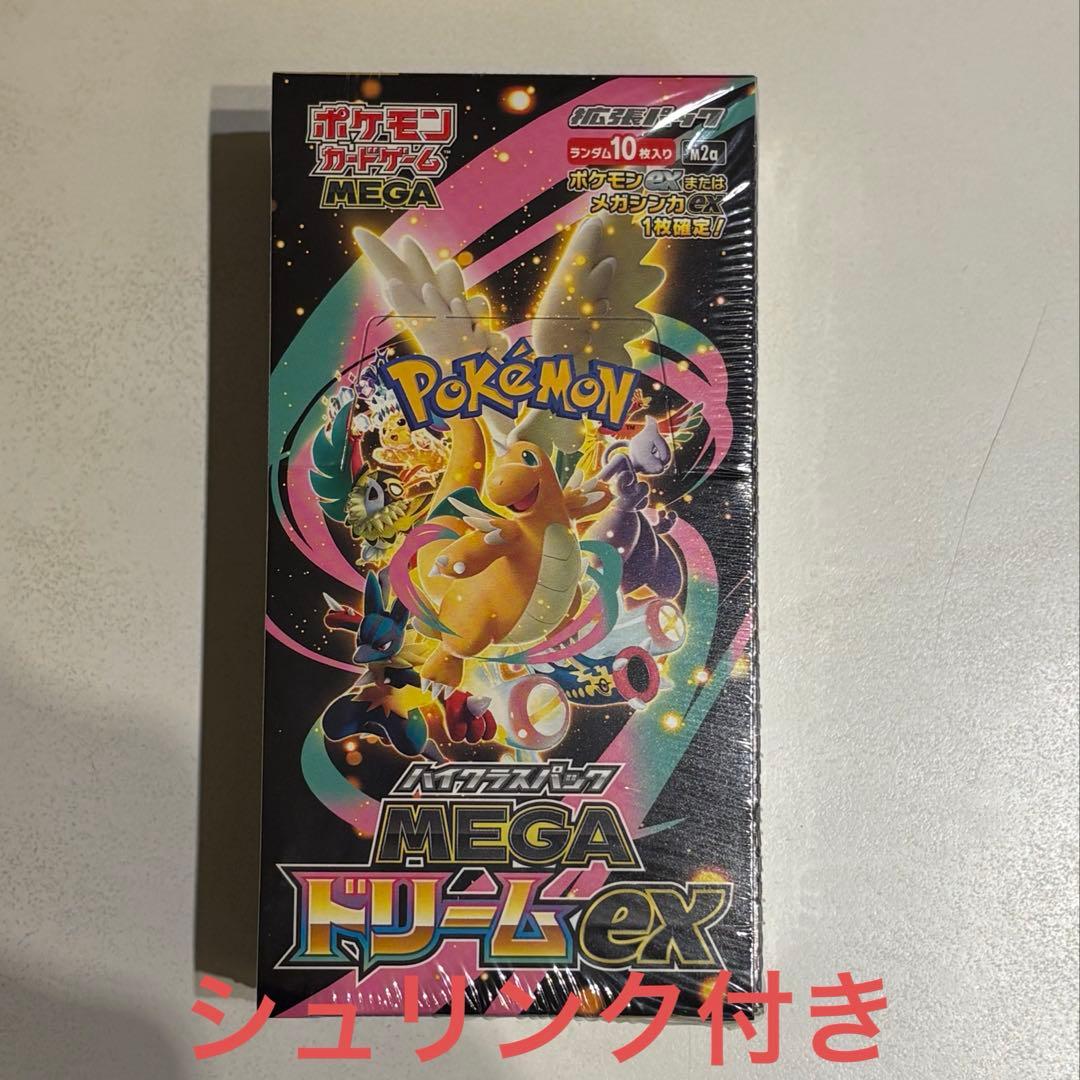 ポケモン
カードゲーム™
MEGA
拡張パック
ランダム10枚入り M2a
ポケモンexまたは
メガシンカex
1枚確定!
POKéMON™
ハイクラスパック
MEGA
ドリームex
シュリンク付き